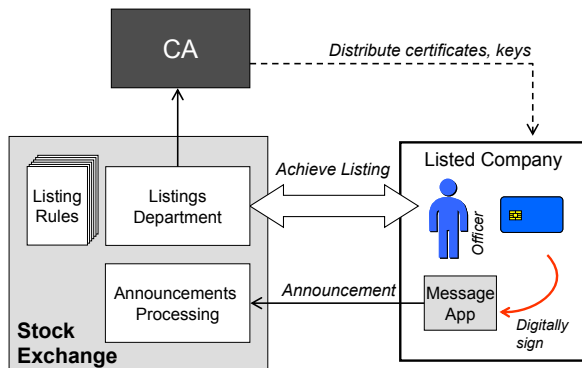 CA
Distribute certificates, keys
Listing
Rules
Listings
Department
Achieve Listing
Listed Company
Officer
Announcements
Processing
Announcement
Message
App
Digitally
sign
Stock
Exchange